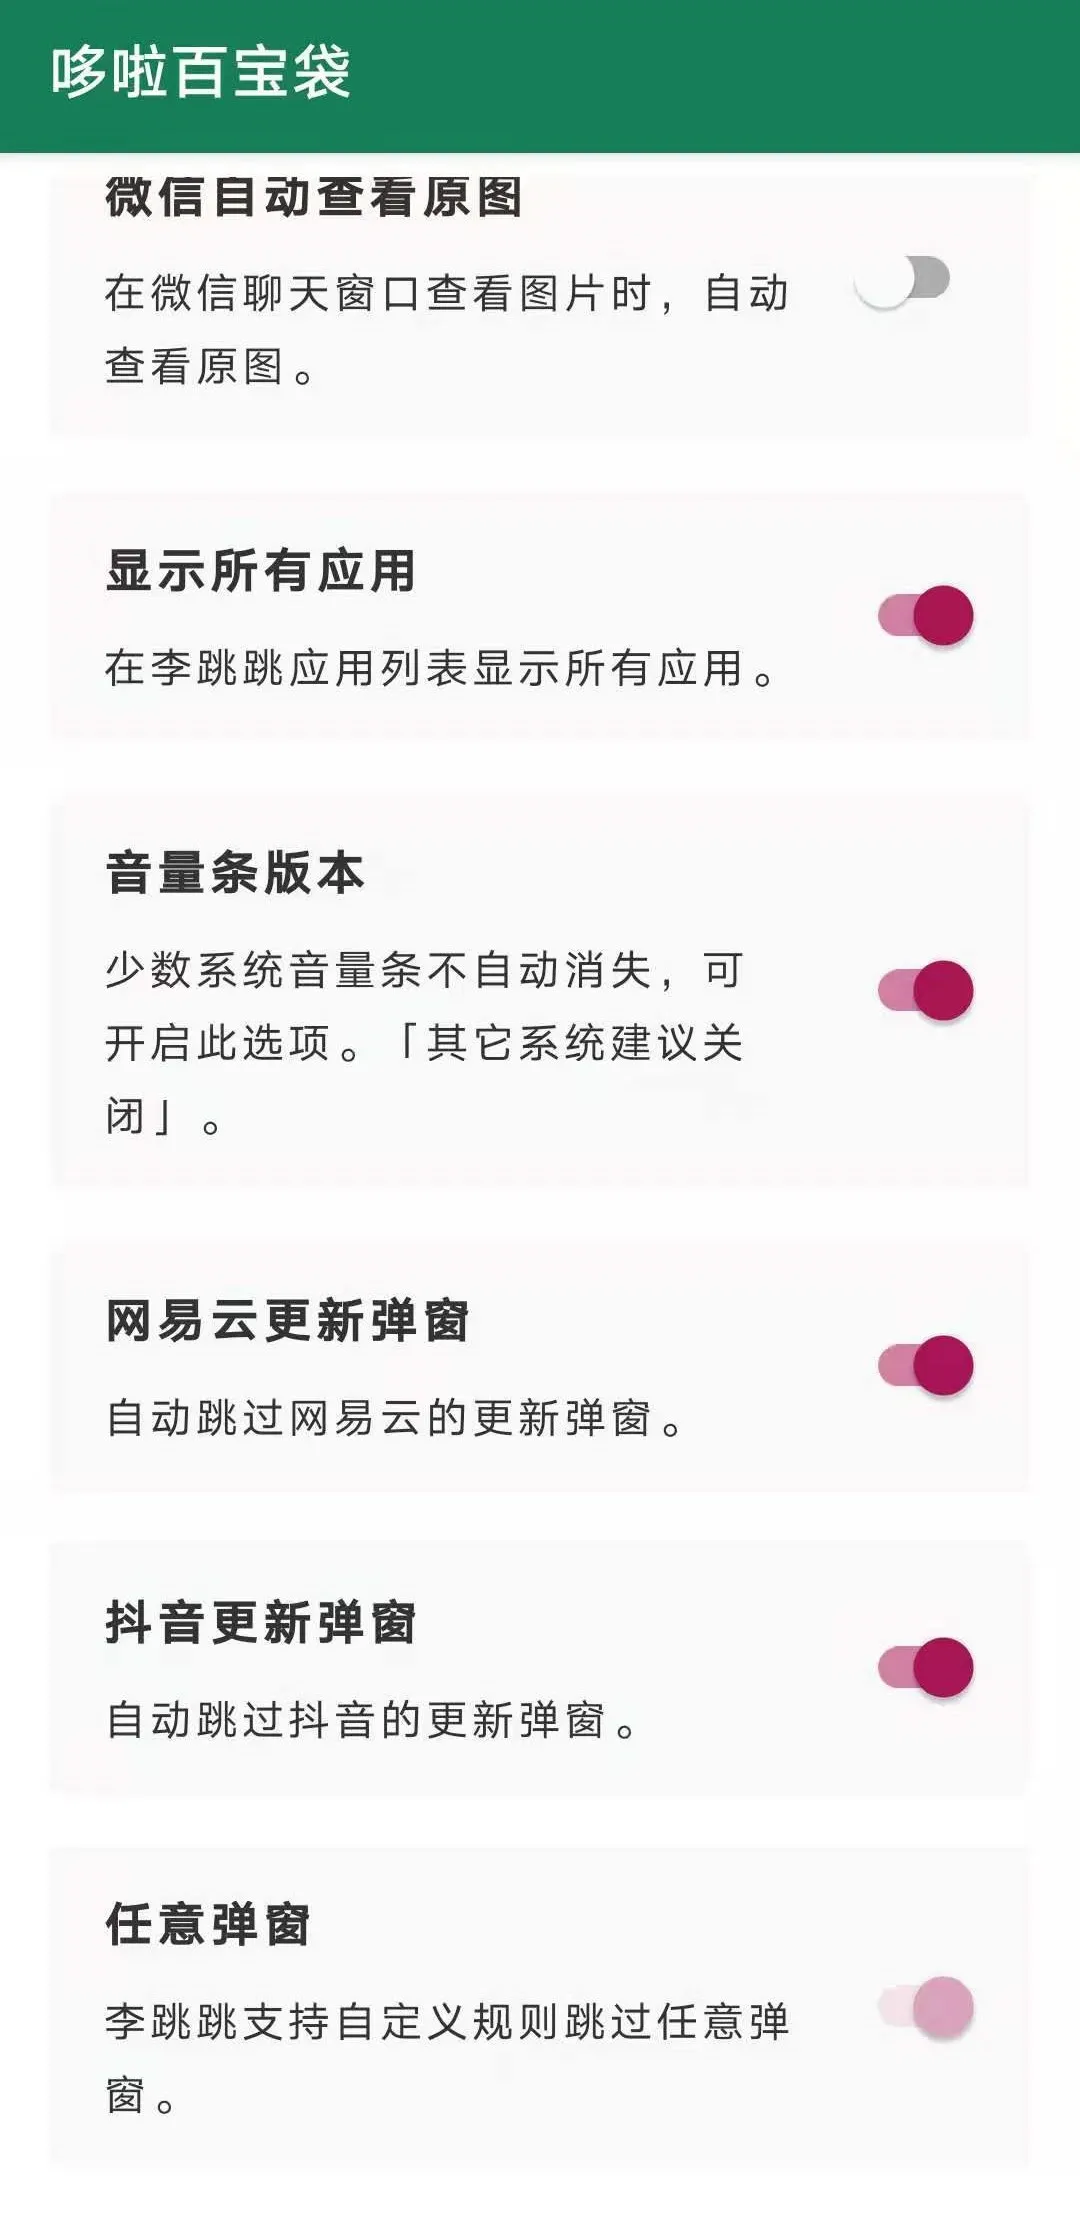 哆啦百宝袋
微信自动查看原图
在微信聊天窗口查看图片时，自动
查看原图。
显示所有应用
在李跳跳应用列表显示所有应用。
音量条版本
少数系统音量条不自动消失，可
开启此选项。「其它系统建议关
闭」。
网易云更新弹窗
自动跳过网易云的更新弹窗。
抖音更新弹窗
自动跳过抖音的更新弹窗。
任意弹窗
李跳跳支持自定义规则跳过任意弹
窗。